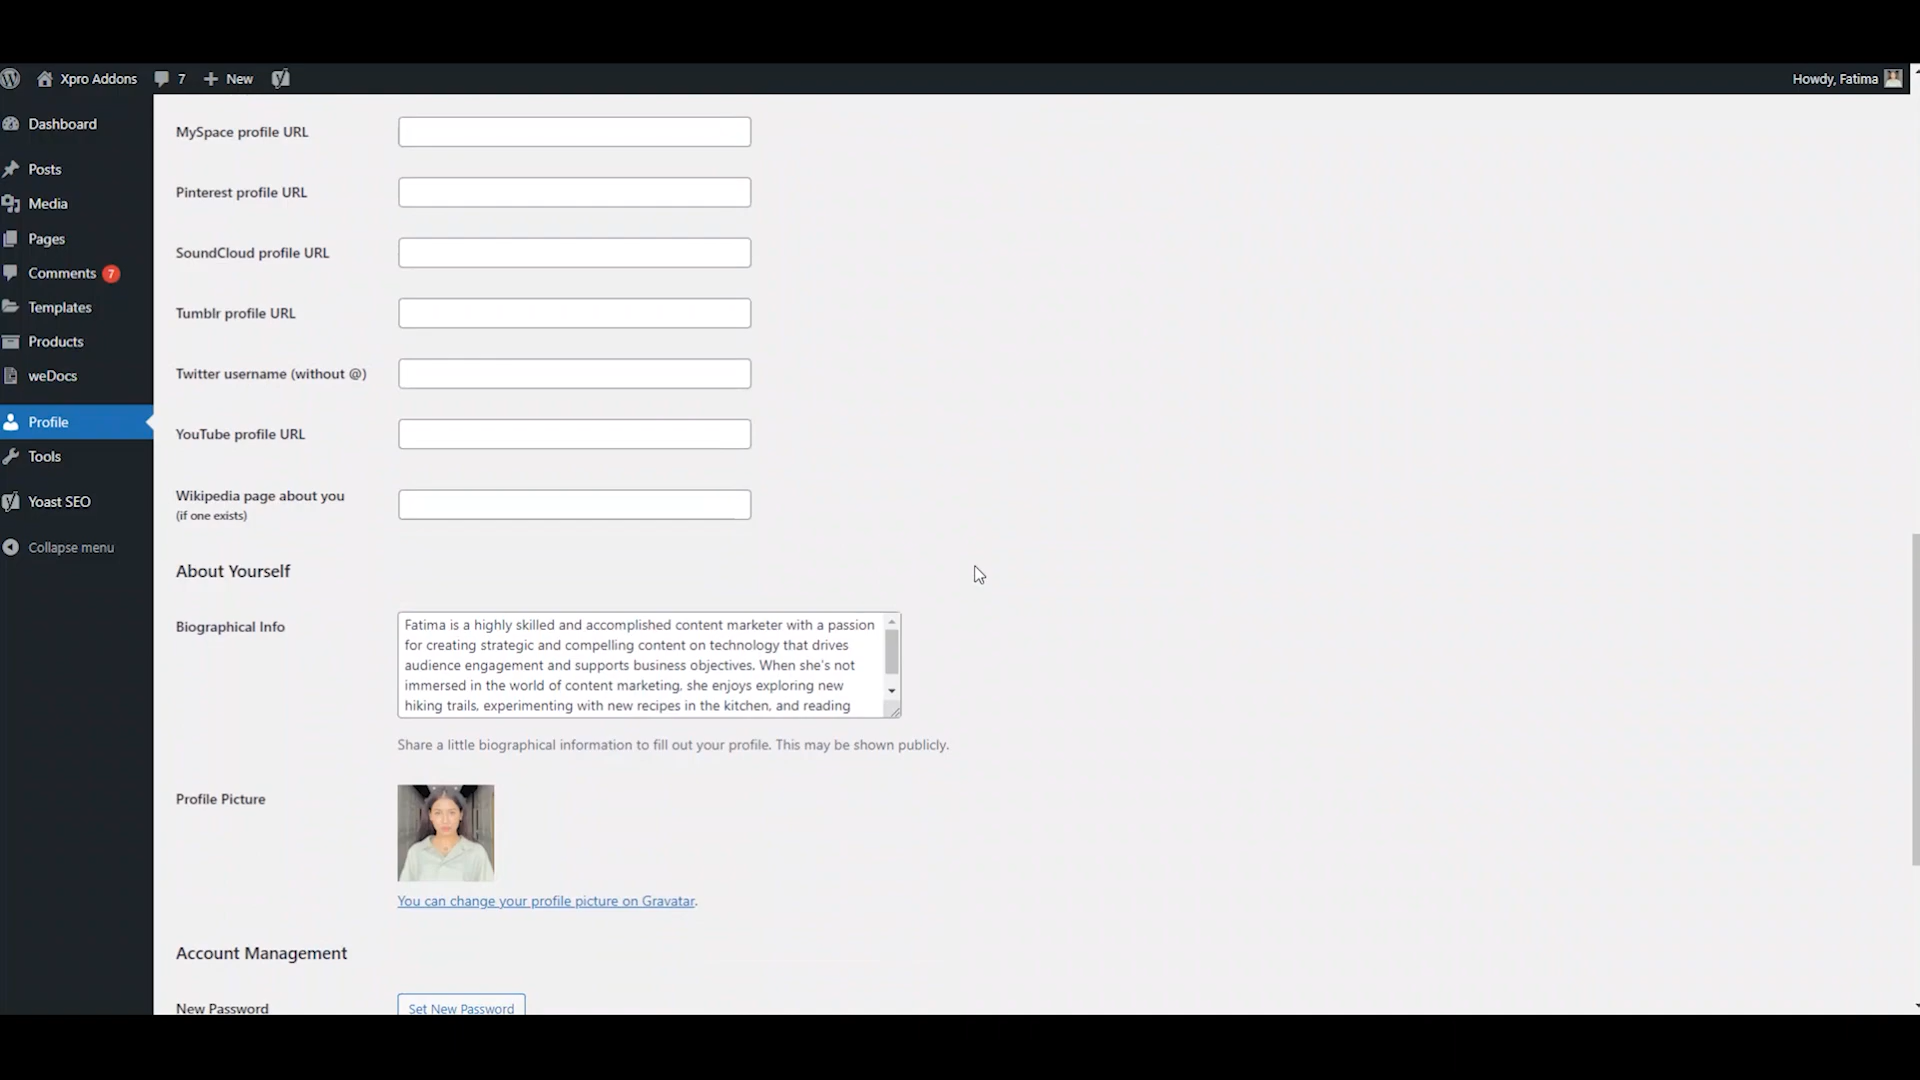 Xpro Addons 7 New Howdy, Fatima
Dashboard
Posts
Media
Pages
Comments 7
Templates
Products
weDocs
Profile
Tools
Yoast SEO
Collapse menu
MySpace profile URL
Pinterest profile URL
SoundCloud profile URL
Tumblr profile URL
Twitter username (without @)
YouTube profile URL
Wikipedia page about you
(if one exists)
About Yourself
Biographical Info
Fatima is a highly skilled and accomplished content marketer with a passion
for creating strategic and compelling content on technology that drives
audience engagement and supports business objectives. When she's not
immersed in the world of content marketing, she enjoys exploring new
hiking trails, experimenting with new recipes in the kitchen, and reading
Share a little biographical information to fill out your profile. This may be shown publicly.
Profile Picture
You can change your profile picture on Gravatar.
Account Management
New Password
Set New Password